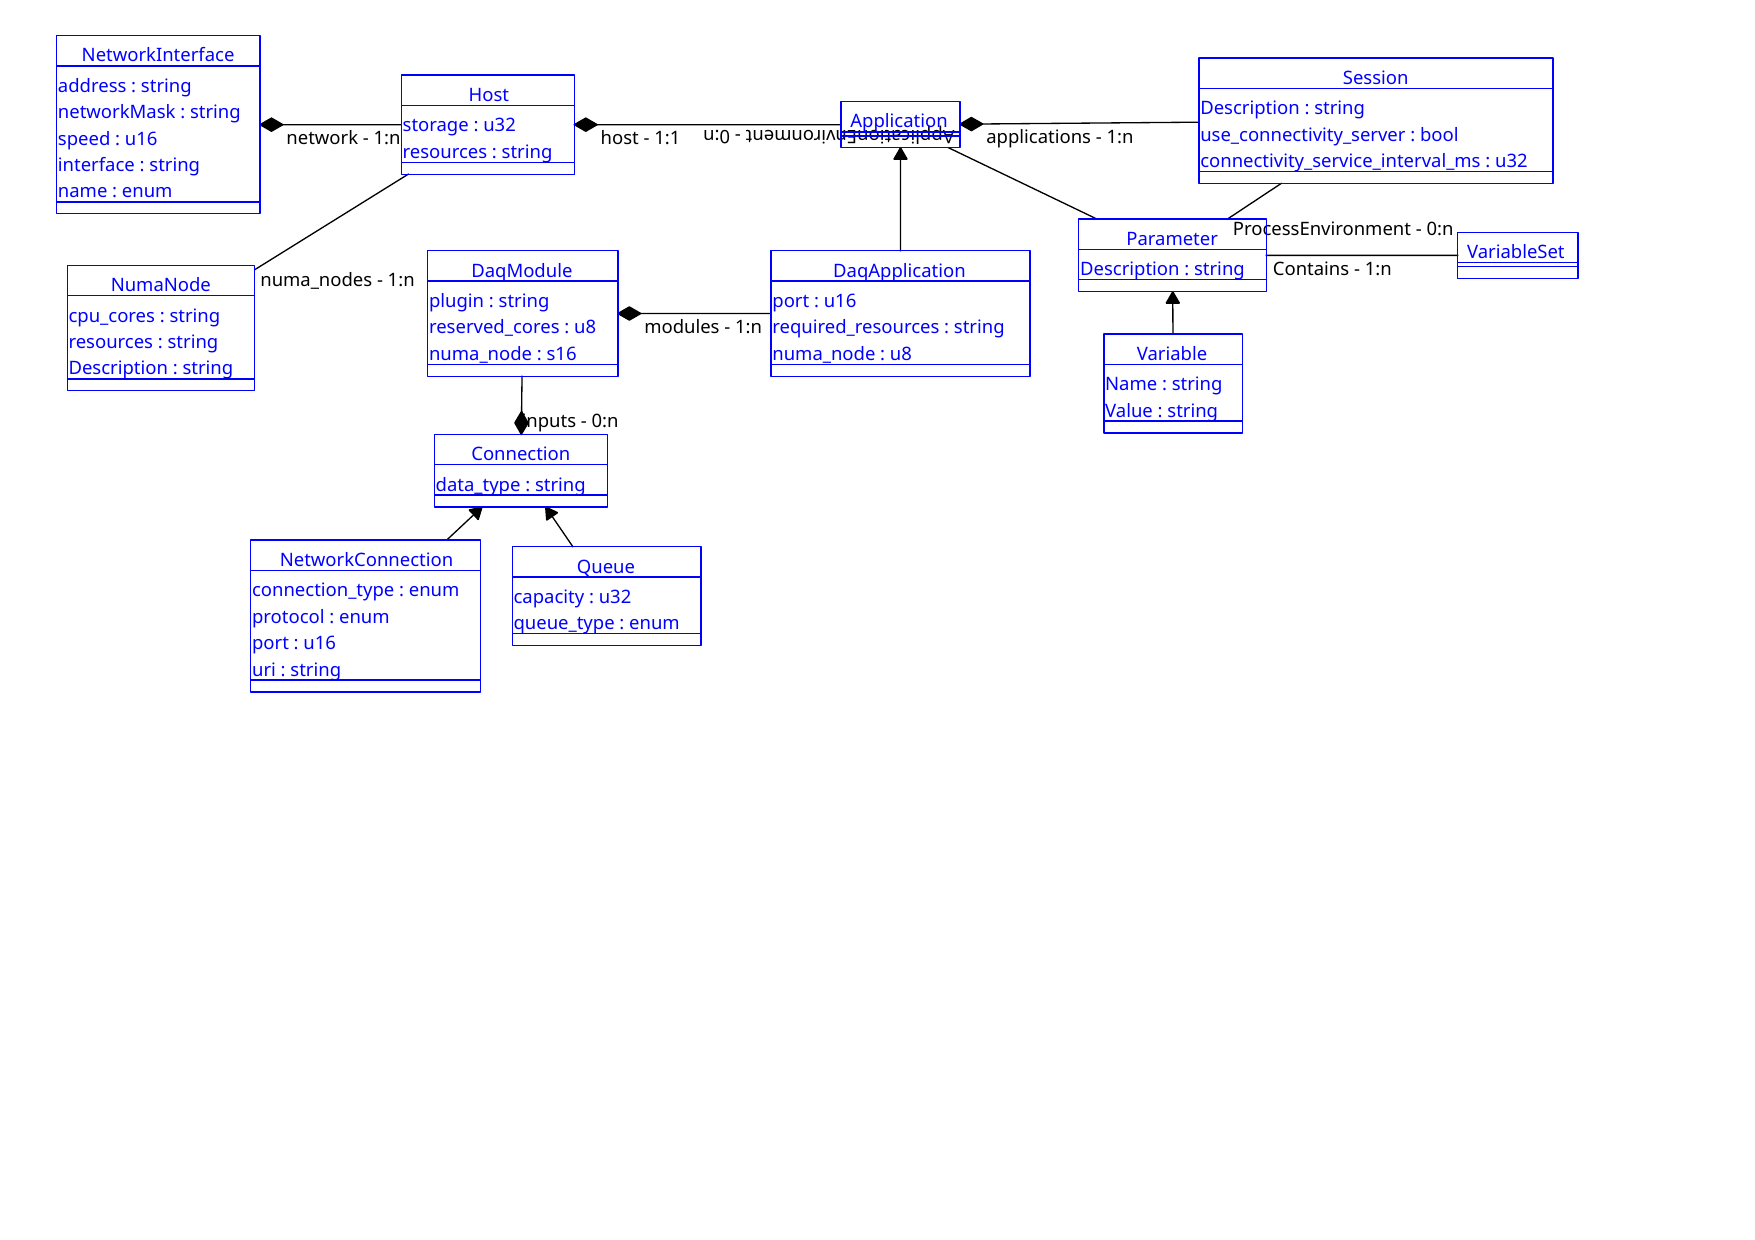 NetworkInterface
address : string
networkMask : string
speed : u16
interface : string
name : enum
network - 1:n
Host
storage : u32
resources : string
host - 1:1
ApplicationEnvironment - 0:n
Application
applications - 1:n
Session
Description : string
use_connectivity_server : bool
connectivity_service_interval_ms : u32
NumaNode
cpu_cores : string
resources : string
Description : string
numa_nodes - 1:n
DaqModule
plugin : string
reserved_cores : u8
numa_node : s16
modules - 1:n
DaqApplication
port : u16
required_resources : string
numa_node : u8
Parameter
Description : string
ProcessEnvironment - 0:n
Contains - 1:n
VariableSet
Variable
Name : string
Value : string
inputs - 0:n
Connection
data_type : string
NetworkConnection
connection_type : enum
protocol : enum
port : u16
uri : string
Queue
capacity : u32
queue_type : enum